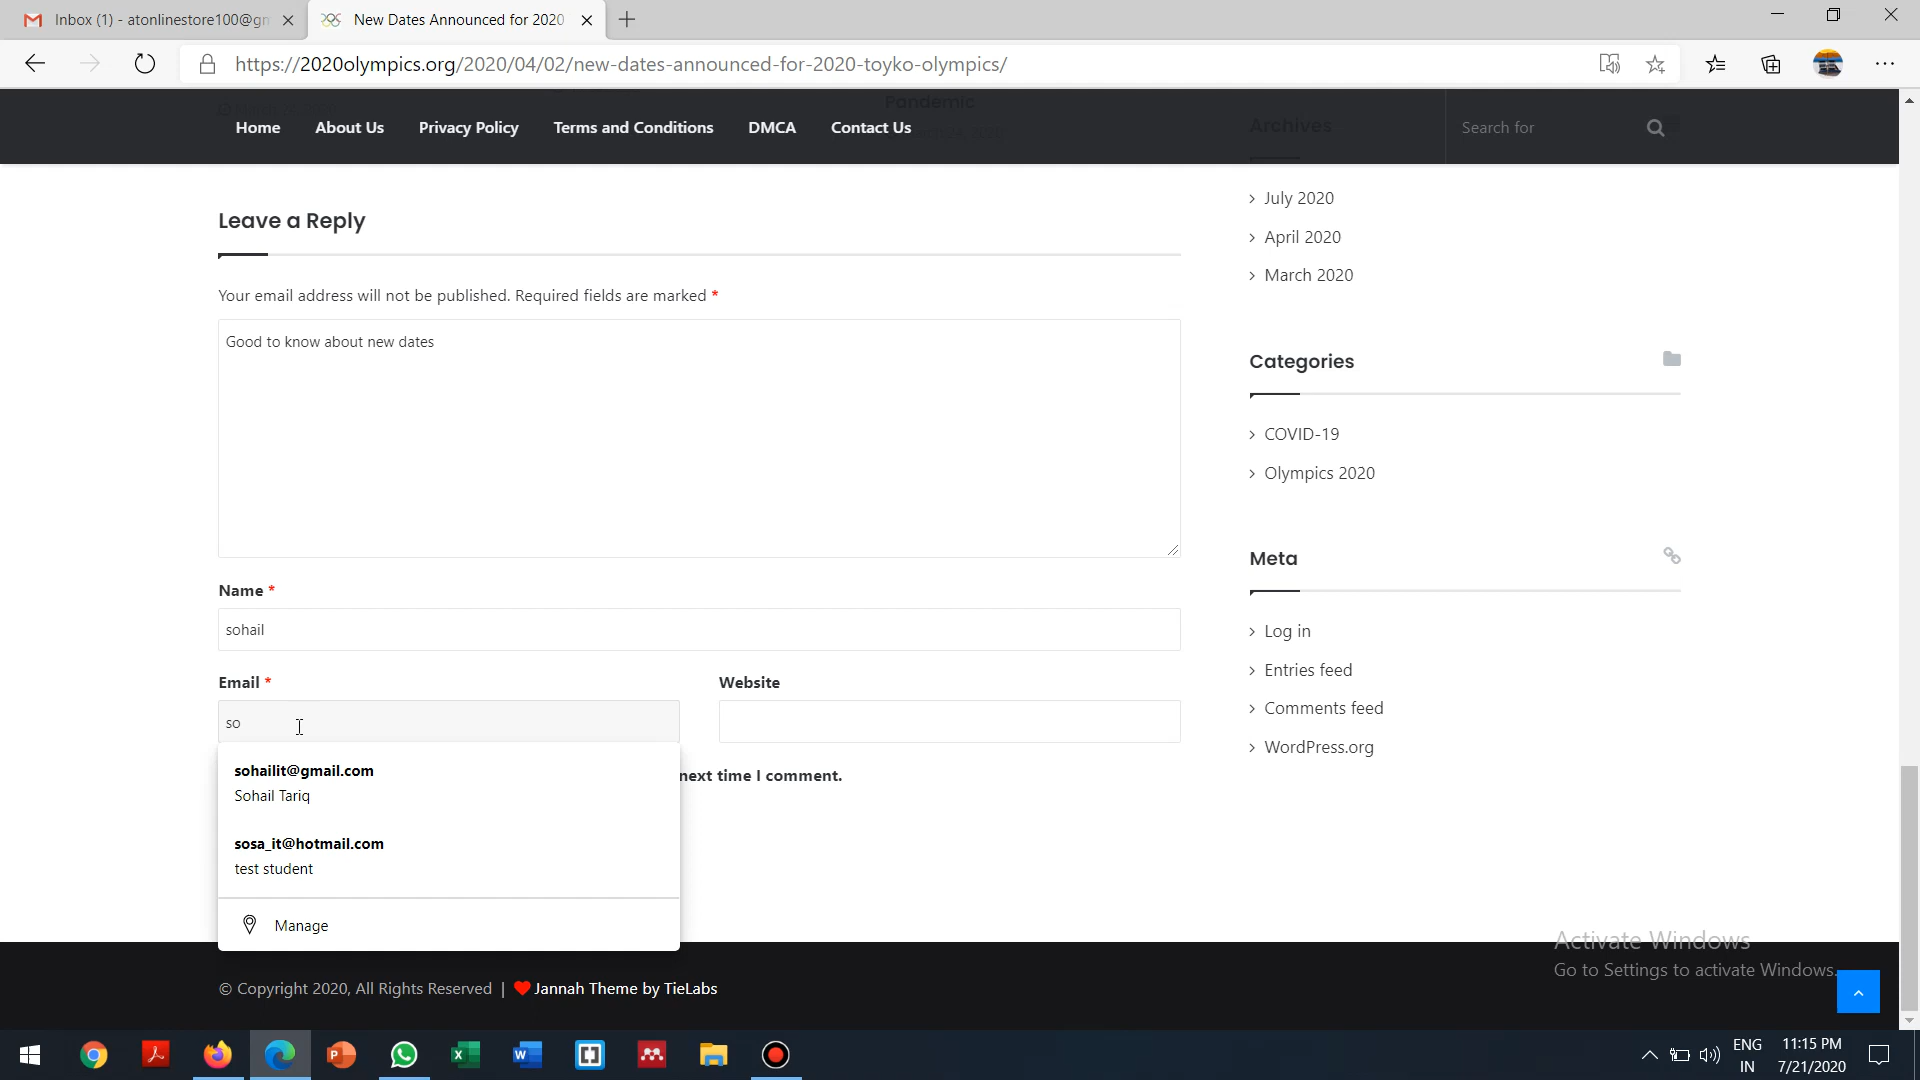 Inbox (1) - atonlinestore100@gm
New Dates Announced for 2020
https://2020olympics.org/2020/04/02/new-dates-announced-for-2020-toyko-olympics/
Pandemic
Home
About Us
Privacy Policy
Terms and Conditions
DMCA
Contact Us
Archives
Search for
Leave a Reply
Your email address will not be published. Required fields are marked *
Good to know about new dates
Name *
sohail
Email *
Website
so
sohailit@gmail.com
Sohail Tariq
sosa_it@hotmail.com
test student
Manage
next time I comment.
July 2020
April 2020
March 2020
Categories
COVID-19
Olympics 2020
Meta
Log in
Entries feed
Comments feed
WordPress.org
Activate Windows
Go to Settings to activate Windows.
© Copyright 2020, All Rights Reserved | Jannah Theme by TieLabs
ENG
IN
11:15 PM
7/21/2020